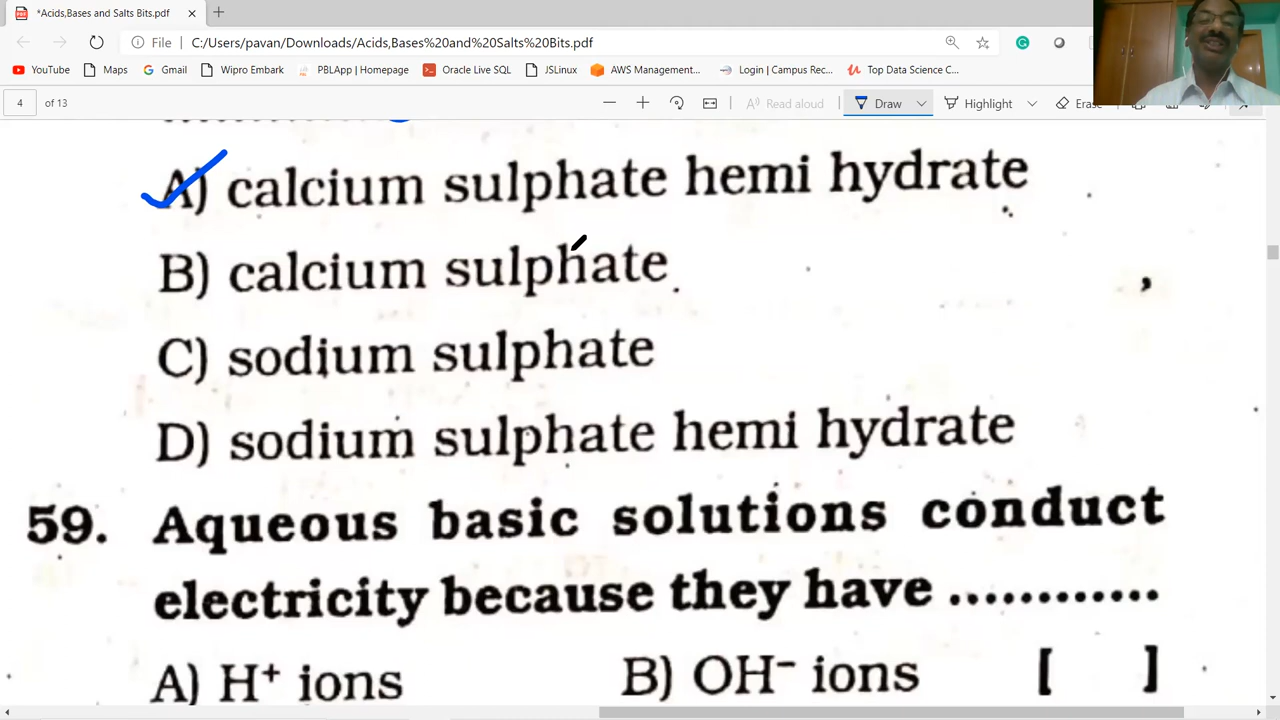 *Acids,Bases and Salts Bits.pdf
File
C:/Users/pavan/Downloads/Acids,Bases%20and%20Salts%20Bits.pdf
YouTube
Maps
Gmail
Wipro Embark
PBLApp | Homepage
Oracle Live SQL
JSLinux
AWS Management...
Login | Campus Rec...
Top Data Science C...
4 of 13
Read aloud
Draw
Highlight
Erase
A) calcium sulphate hemi hydrate
B) calcium sulphate
C) sodium sulphate
D) sodium sulphate hemi hydrate
59. Aqueous basic solutions conduct
electricity because they have ............
A) H⁺ ions B) OH⁻ ions [ ]